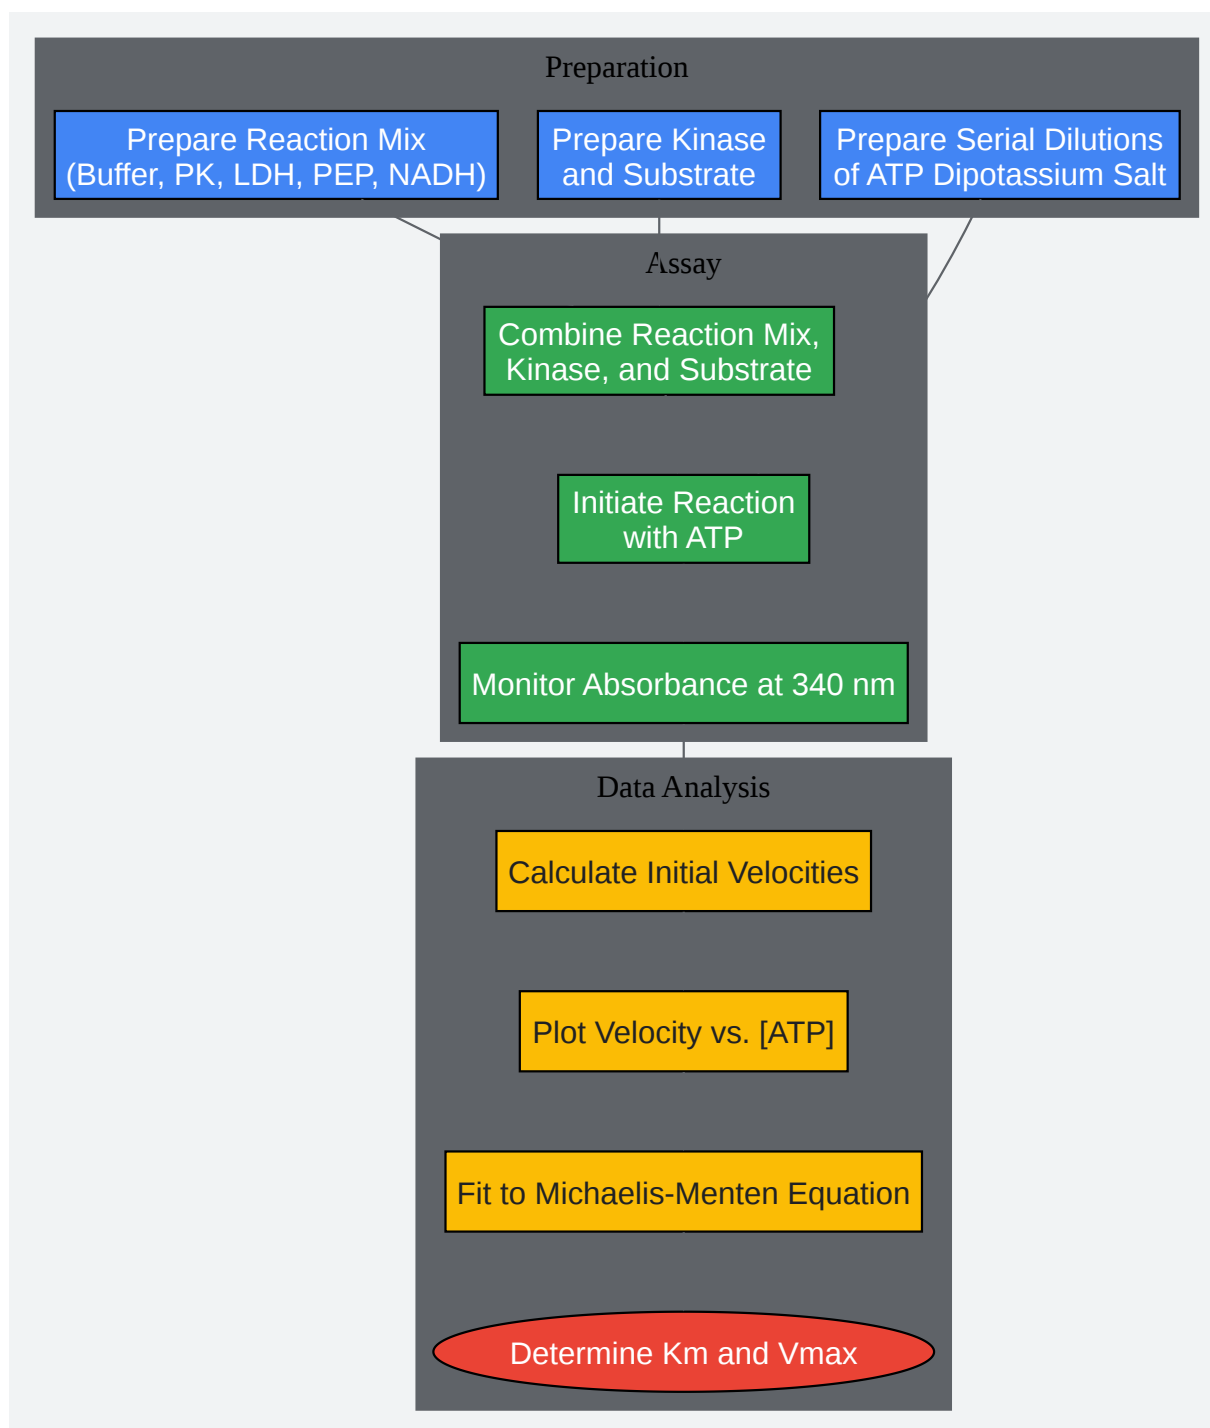 Preparation
Prepare Reaction Mix
(Buffer, PK, LDH, PEP, NADH)
Prepare Kinase
and Substrate
Prepare Serial Dilutions
of ATP Dipotassium Salt
Assay
Combine Reaction Mix,
Kinase, and Substrate
Initiate Reaction
with ATP
Monitor Absorbance at 340 nm
Data Analysis
Calculate Initial Velocities
Plot Velocity vs. [ATP]
Fit to Michaelis-Menten Equation
Determine Km and Vmax